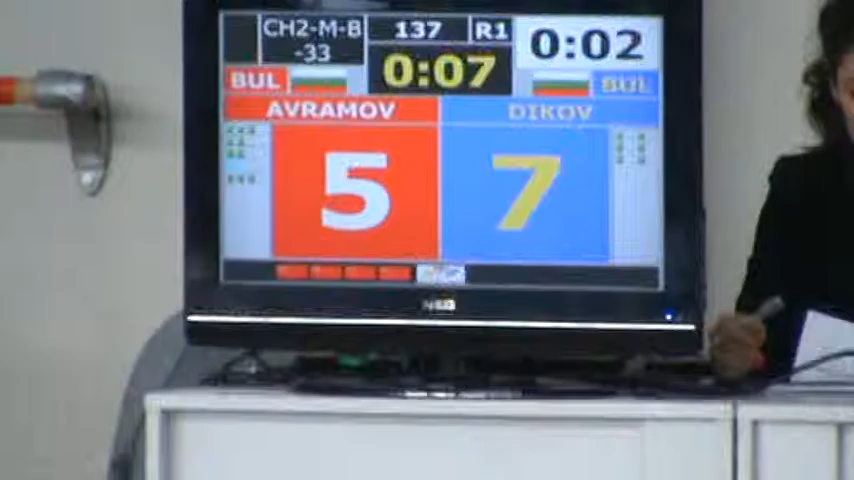 CH2-M-B 137 R1 0:02
-33
0:07
BUL BUL
AVRAMOV DIKOV
5 7